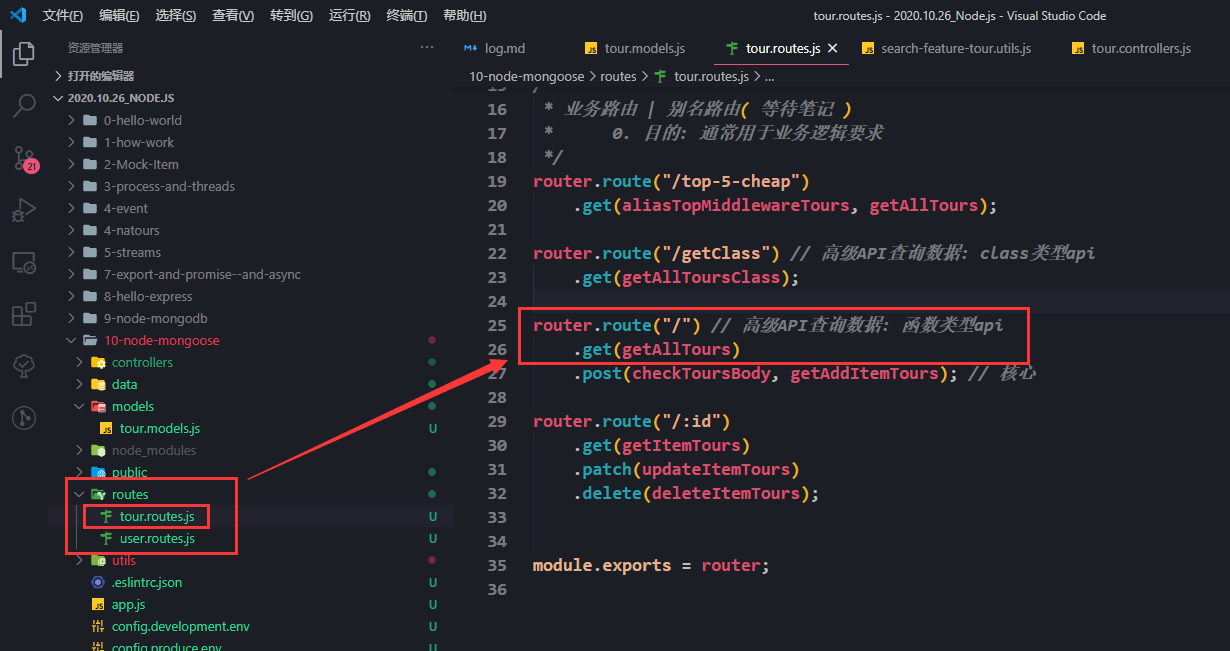 文件(F) 编辑(E) 选择(S) 查看(V) 转到(G) 运行(R) 终端(T) 帮助(H) tour.routes.js - 2020.10.26_Node.js - Visual Studio Code
资源管理器 ···
打开的编辑器
2020.10.26_NODE.JS
0-hello-world
1-how-work
2-Mock-Item
3-process-and-threads
4-event
4-natours
5-streams
7-export-and-promise--and-async
8-hello-express
9-node-mongodb
10-node-mongoose
controllers
data
models
JS tour.models.js U
node_modules
public
routes
tour.routes.js U
user.routes.js U
utils
.eslintrc.json U
JS app.js U
config.development.env U
config.produce.env U
21
M↓ log.md JS tour.models.js tour.routes.js × JS search-feature-tour.utils.js JS tour.controllers.js
10-node-mongoose > routes > tour.routes.js > ...
15 /*
16 * 业务路由 | 别名路由( 等待笔记 )
17 * 0. 目的: 通常用于业务逻辑要求
18 */
19 router.route("/top-5-cheap")
20 .get(aliasTopMiddlewareTours, getAllTours);
21
22 router.route("/getClass") // 高级API查询数据: class类型api
23 .get(getAllToursClass);
24
25 router.route("/") // 高级API查询数据: 函数类型api
26 .get(getAllTours)
27 .post(checkToursBody, getAddItemTours); // 核心
28
29 router.route("/:id")
30 .get(getItemTours)
31 .patch(updateItemTours)
32 .delete(deleteItemTours);
33
34
35 module.exports = router;
36